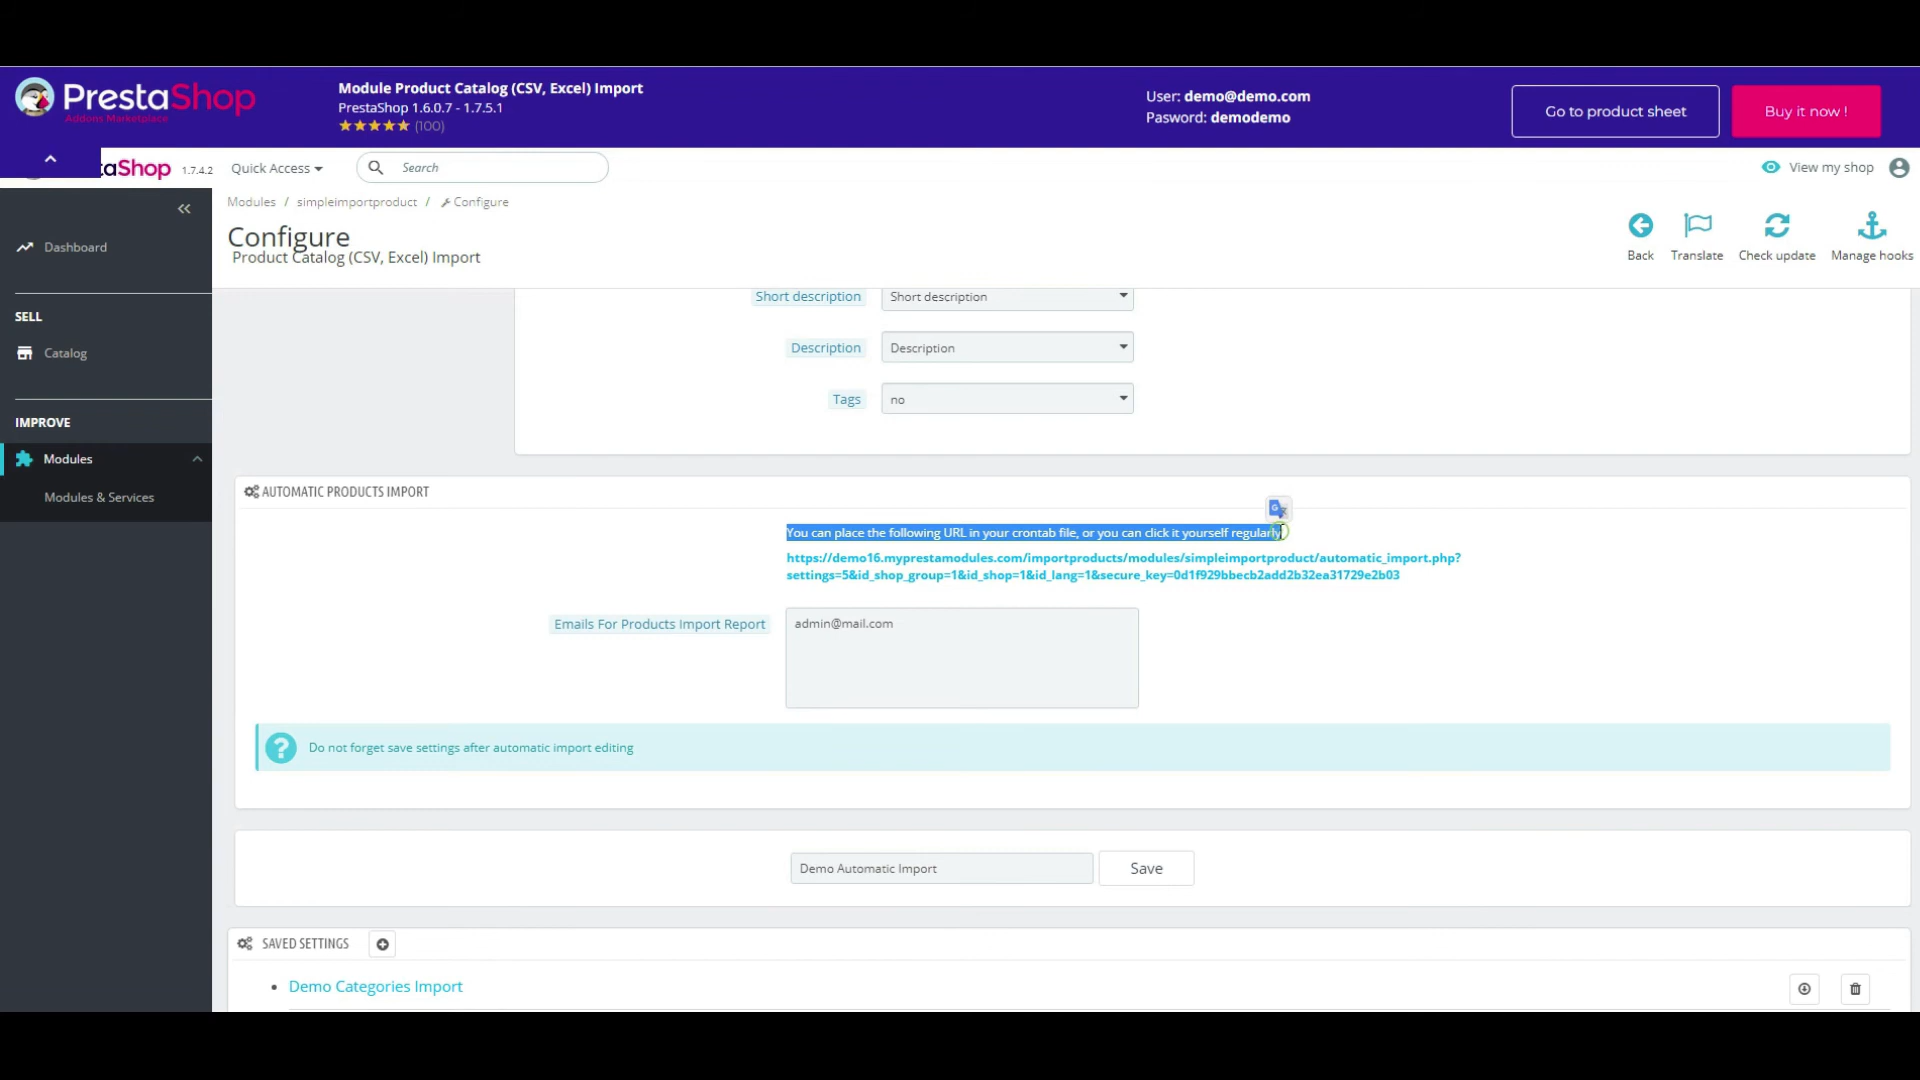 PrestaShop
Addons Marketplace
Module Product Catalog (CSV, Excel) Import
PrestaShop 1.6.0.7 - 1.7.5.1
★★★★★ (100)
User: demo@demo.com
Pasword: demodemo
Go to product sheet
Buy it now !
taShop 1.7.4.2
Quick Access
Search
View my shop
Modules / simpleimportproduct / Configure
Configure
Product Catalog (CSV, Excel) Import
Back
Translate
Check update
Manage hooks
Dashboard
SELL
Catalog
IMPROVE
Modules
Modules & Services
Short description
Short description
Description
Description
Tags
no
AUTOMATIC PRODUCTS IMPORT
You can place the following URL in your crontab file, or you can click it yourself regularly
https://demo16.myprestamodules.com/importproducts/modules/simpleimportproduct/automatic_import.php?
settings=5&id_shop_group=1&id_shop=1&id_lang=1&secure_key=0d1f929bbecb2add2b32ea31729e2b03
Emails For Products Import Report
admin@mail.com
Do not forget save settings after automatic import editing
Demo Automatic Import
Save
SAVED SETTINGS
Demo Categories Import